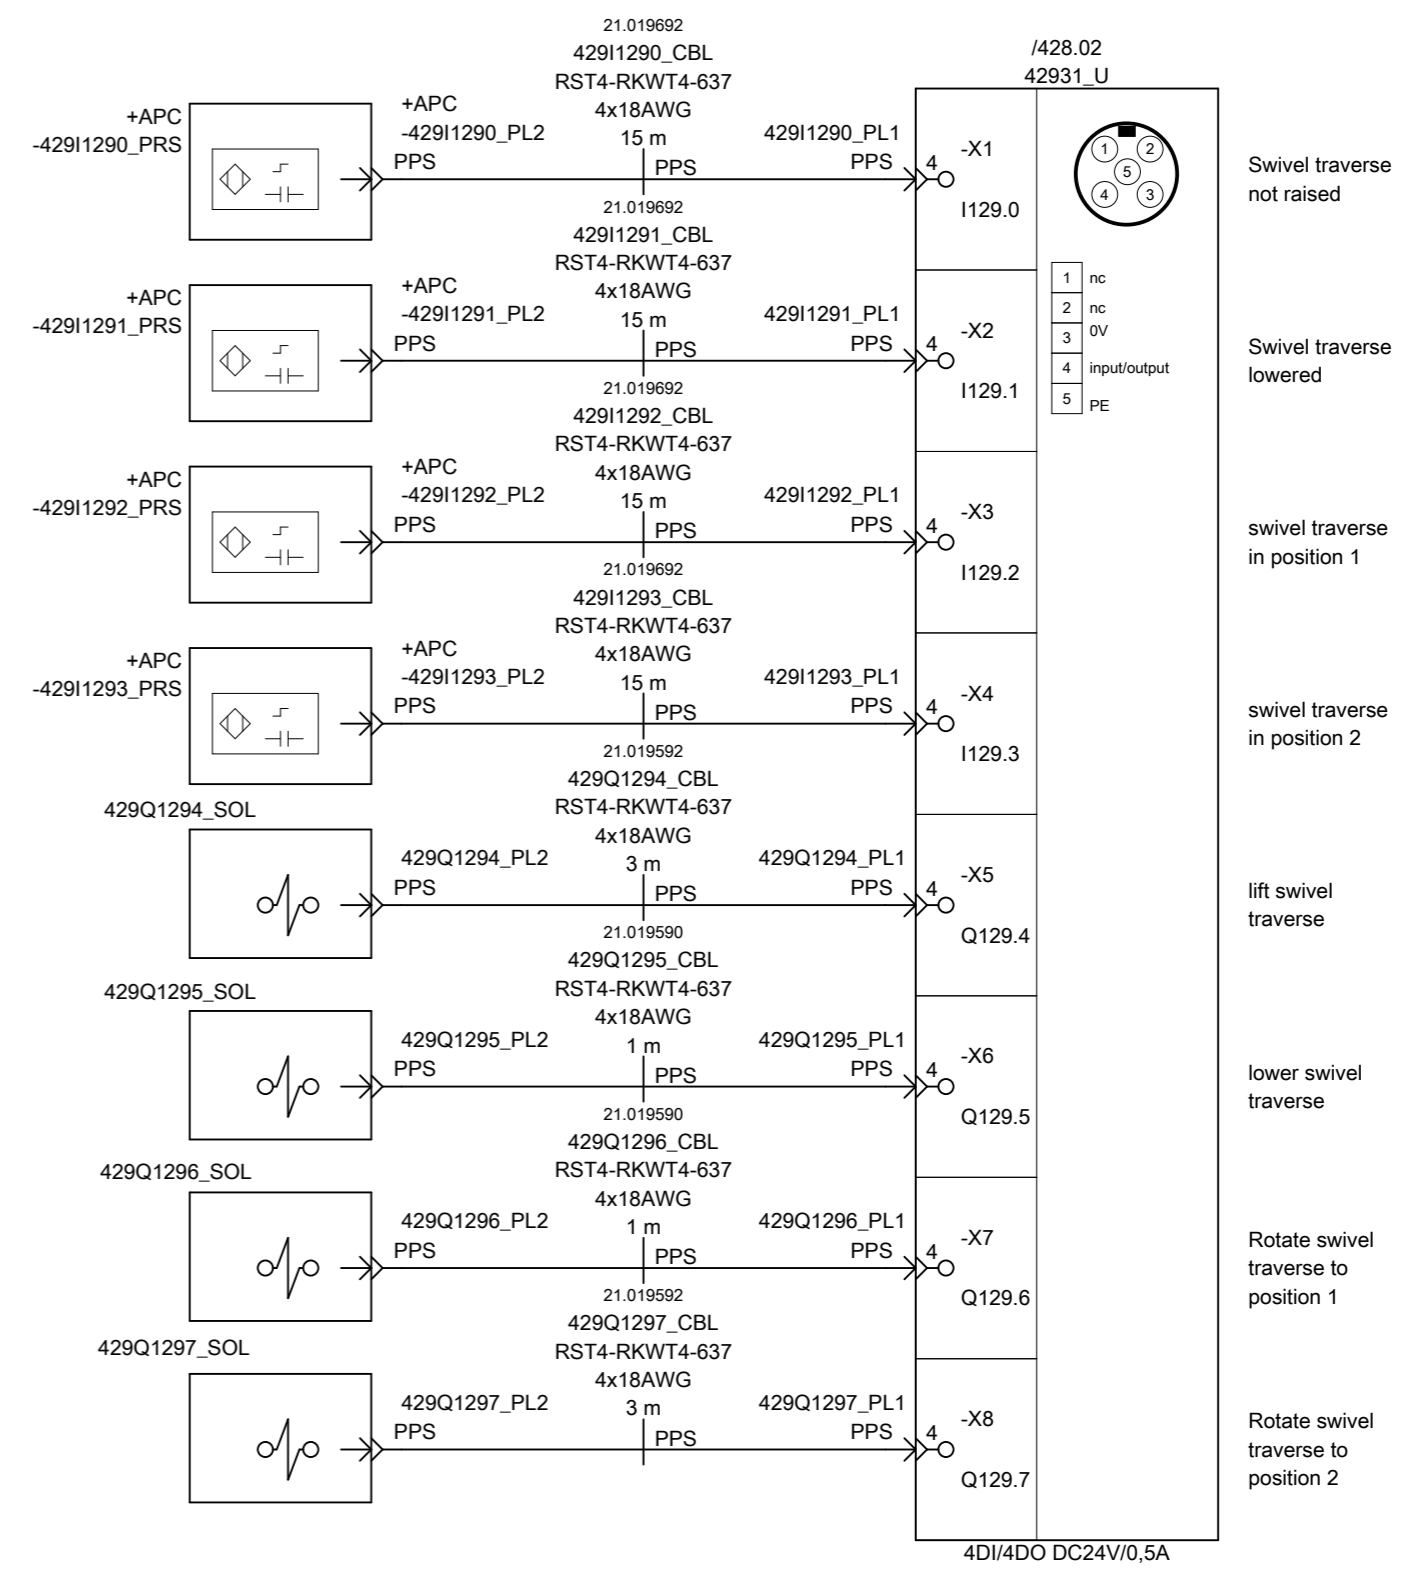 21.019692
429I1290_CBL
RST4-RKWT4-637
4x18AWG
15 m
+APC
-429I1290_PRS
+APC
-429I1290_PL2
PPS
PPS
429I1290_PL1
PPS
4
-X1
I129.0
/428.02
42931_U
1
2
5
4
3
Swivel traverse
not raised
21.019692
429I1291_CBL
RST4-RKWT4-637
4x18AWG
15 m
+APC
-429I1291_PRS
+APC
-429I1291_PL2
PPS
PPS
429I1291_PL1
PPS
4
-X2
I129.1
1 nc
2 nc
3 0V
4 input/output
5 PE
Swivel traverse
lowered
21.019692
429I1292_CBL
RST4-RKWT4-637
4x18AWG
15 m
+APC
-429I1292_PRS
+APC
-429I1292_PL2
PPS
PPS
429I1292_PL1
PPS
4
-X3
I129.2
swivel traverse
in position 1
21.019692
429I1293_CBL
RST4-RKWT4-637
4x18AWG
15 m
+APC
-429I1293_PRS
+APC
-429I1293_PL2
PPS
PPS
429I1293_PL1
PPS
4
-X4
I129.3
swivel traverse
in position 2
21.019592
429Q1294_CBL
RST4-RKWT4-637
4x18AWG
3 m
429Q1294_SOL
429Q1294_PL2
PPS
PPS
429Q1294_PL1
PPS
4
-X5
Q129.4
lift swivel
traverse
21.019590
429Q1295_CBL
RST4-RKWT4-637
4x18AWG
1 m
429Q1295_SOL
429Q1295_PL2
PPS
PPS
429Q1295_PL1
PPS
4
-X6
Q129.5
lower swivel
traverse
21.019590
429Q1296_CBL
RST4-RKWT4-637
4x18AWG
1 m
429Q1296_SOL
429Q1296_PL2
PPS
PPS
429Q1296_PL1
PPS
4
-X7
Q129.6
Rotate swivel
traverse to
position 1
21.019592
429Q1297_CBL
RST4-RKWT4-637
4x18AWG
3 m
429Q1297_SOL
429Q1297_PL2
PPS
PPS
429Q1297_PL1
PPS
4
-X8
Q129.7
Rotate swivel
traverse to
position 2
4DI/4DO DC24V/0,5A